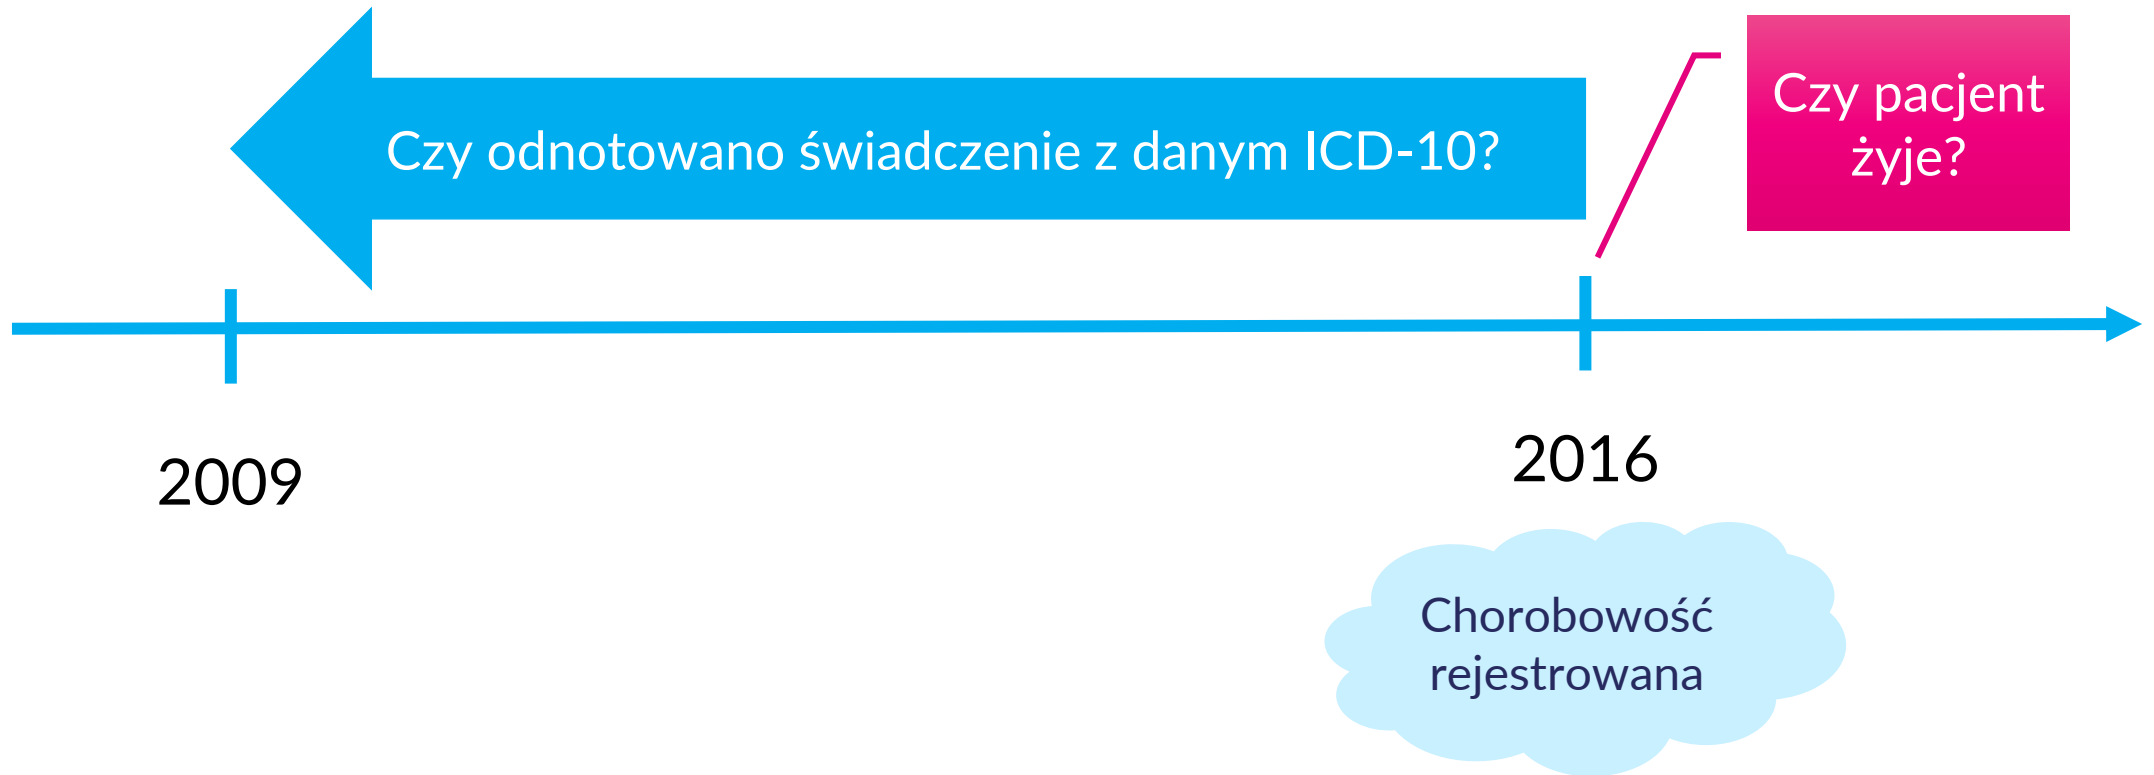 Czy odnotowano świadczenie z danym ICD-10?
Czy pacjent
żyje?
2009
2016
Chorobowość
rejestrowana